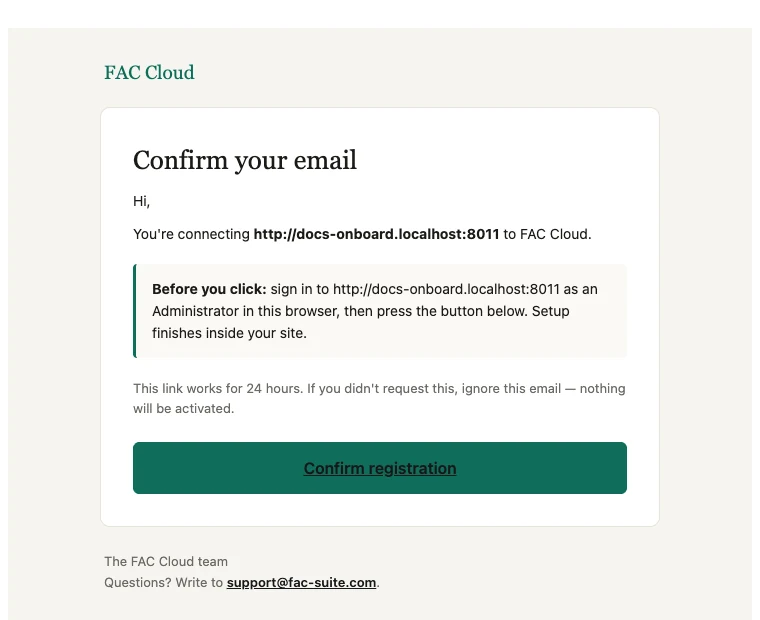 FAC Cloud
Confirm your email
Hi,
You're connecting http://docs-onboard.localhost:8011 to FAC Cloud.
Before you click: sign in to http://docs-onboard.localhost:8011 as an
Administrator in this browser, then press the button below. Setup
finishes inside your site.
This link works for 24 hours. If you didn't request this, ignore this email — nothing
will be activated.
Confirm registration
The FAC Cloud team
Questions? Write to support@fac-suite.com.